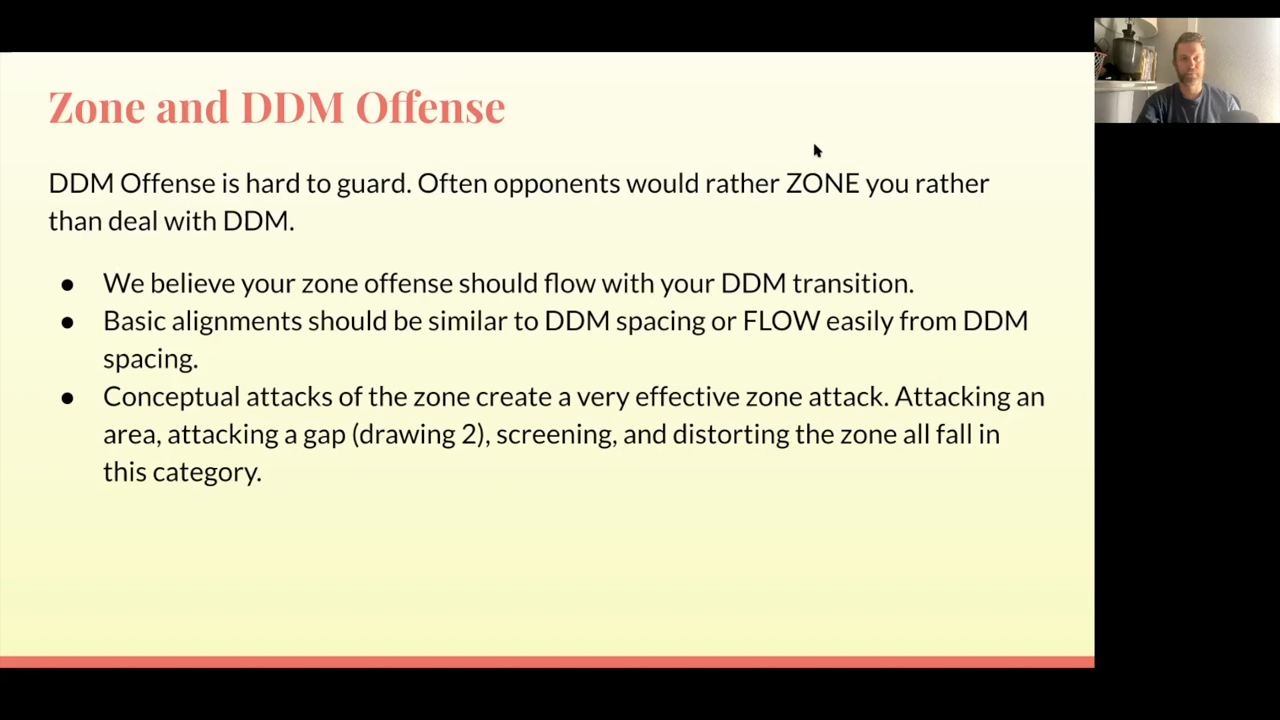 Zone and DDM Offense
DDM Offense is hard to guard. Often opponents would rather ZONE you rather
than deal with DDM.
● We believe your zone offense should flow with your DDM transition.
● Basic alignments should be similar to DDM spacing or FLOW easily from DDM
spacing.
● Conceptual attacks of the zone create a very effective zone attack. Attacking an
area, attacking a gap (drawing 2), screening, and distorting the zone all fall in
this category.